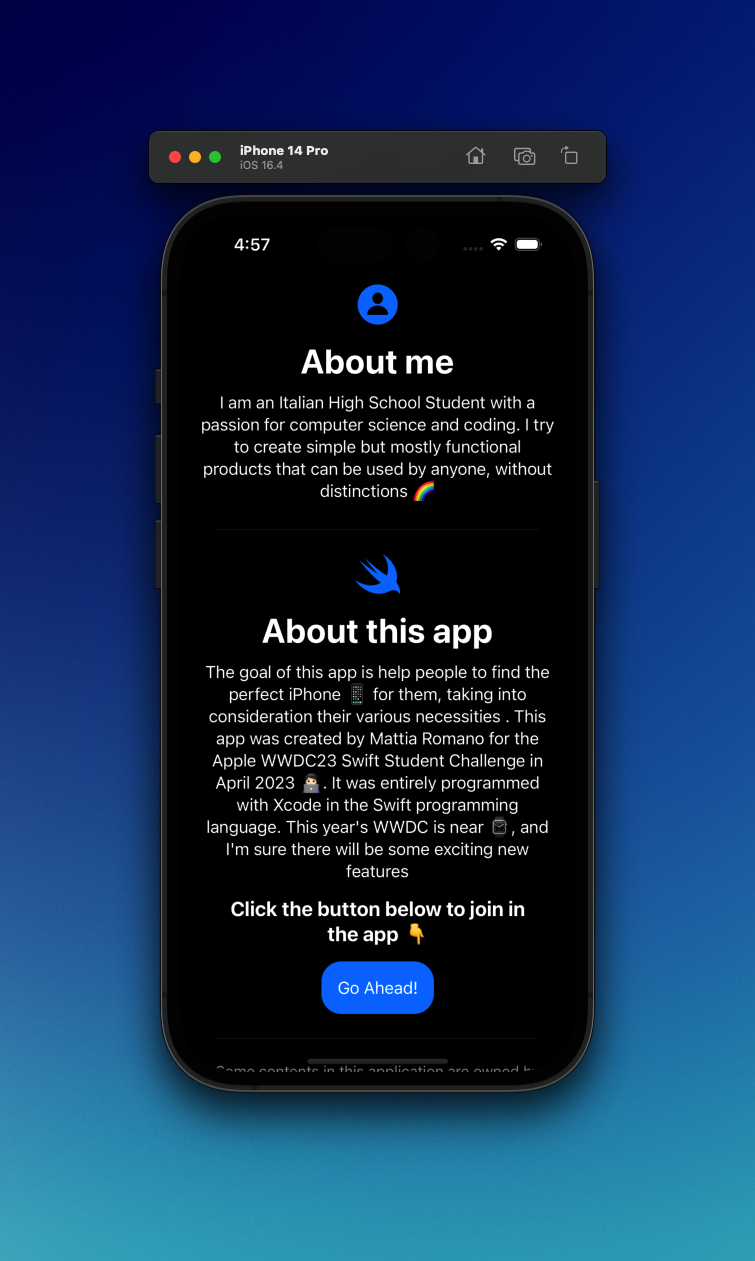 iPhone 14 Pro
iOS 16.4
4:57
About me
I am an Italian High School Student with a
passion for computer science and coding. I try
to create simple but mostly functional
products that can be used by anyone, without
distinctions 🌈
About this app
The goal of this app is help people to find the
perfect iPhone 📱 for them, taking into
consideration their various necessities . This
app was created by Mattia Romano for the
Apple WWDC23 Swift Student Challenge in
April 2023 🧑🏻‍💻. It was entirely programmed
with Xcode in the Swift programming
language. This year's WWDC is near ⌚, and
I'm sure there will be some exciting new
features
Click the button below to join in
the app 👇
Go Ahead!
Some contents in this application are owned by